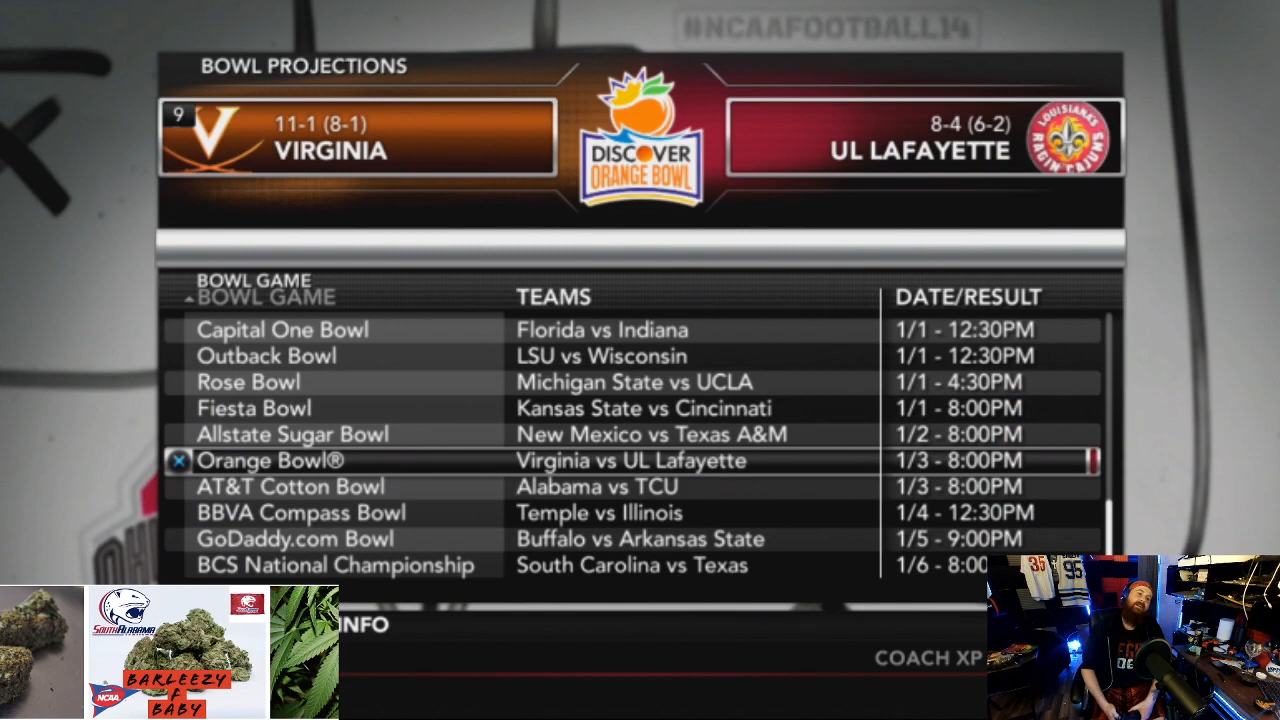 #NCAAFOOTBALL14
BOWL PROJECTIONS
9
11-1 (8-1)
VIRGINIA
DISCOVER
ORANGE BOWL
8-4 (6-2)
UL LAFAYETTE
LOUISIANA'S
RAGIN CAJUNS
BOWL GAME
BOWL GAME TEAMS DATE/RESULT
Capital One Bowl Florida vs Indiana 1/1 - 12:30PM
Outback Bowl LSU vs Wisconsin 1/1 - 12:30PM
Rose Bowl Michigan State vs UCLA 1/1 - 4:30PM
Fiesta Bowl Kansas State vs Cincinnati 1/1 - 8:00PM
Allstate Sugar Bowl New Mexico vs Texas A&M 1/2 - 8:00PM
Orange Bowl® Virginia vs UL Lafayette 1/3 - 8:00PM
AT&T Cotton Bowl Alabama vs TCU 1/3 - 8:00PM
BBVA Compass Bowl Temple vs Illinois 1/4 - 12:30PM
GoDaddy.com Bowl Buffalo vs Arkansas State 1/5 - 9:00PM
BCS National Championship South Carolina vs Texas 1/6 - 8:00
INFO
COACH XP
SOUTH ALABAMA
NCAA
BARLEEZY
F
BABY
35
95